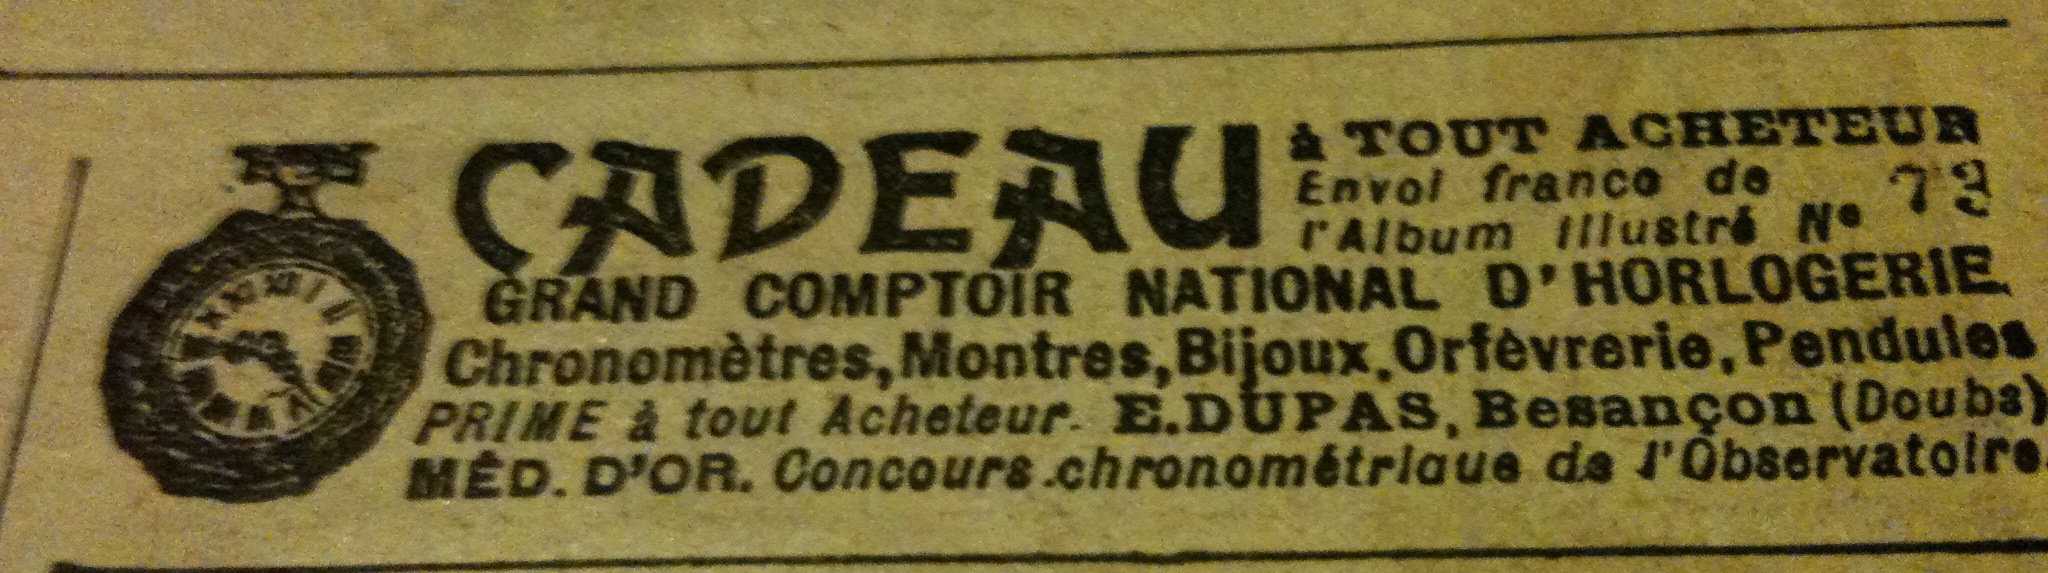 CADEAU à TOUT ACHETEUR
Envoi franco de
l'Album Illustré No 73
GRAND COMPTOIR NATIONAL D'HORLOGERIE
Chronomètres, Montres, Bijoux, Orfèvrerie, Pendules
PRIME à tout Acheteur. E. DUPAS, Besançon (Doubs)
MÉD. D'OR. Concours chronométrique de l'Observatoire.